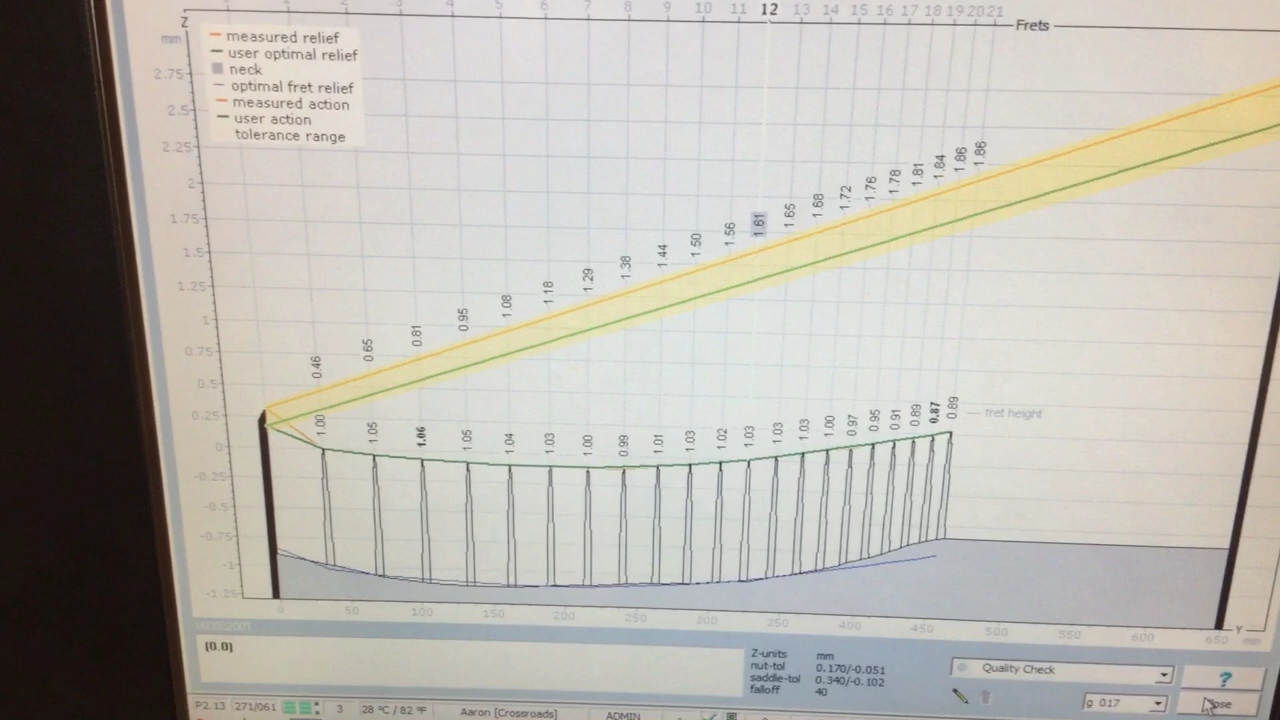 Z
1 2 3 4 5 6 7 8 9 10 11 12 13 14 15 16 17 18 19 20 21
Frets
mm
measured relief
user optimal relief
neck
optimal fret relief
measured action
user action
tolerance range
2.75
2.5
2.25
2
1.75
1.5
1.25
1
0.75
0.5
0.25
0
-0.25
-0.5
-0.75
-1
-1.25
0.46 0.65 0.81 0.95 1.08 1.18 1.29 1.38 1.44 1.50 1.56 1.61 1.65 1.68 1.72 1.76 1.78 1.81 1.84 1.86 1.86
1.00 1.05 1.06 1.05 1.04 1.03 1.00 0.99 1.01 1.03 1.02 1.03 1.03 1.03 1.00 0.97 0.95 0.91 0.89 0.87 0.89
fret height
0 50 100 150 200 250 300 350 400 450 500 550 600 650 mm
Y
[0.0]
Z-units mm
nut-tol 0.170/-0.051
saddle-tol 0.340/-0.102
falloff 40
Quality Check
?
g 017
P2.13 271/061 3 28 °C / 82 °F Aaron [Crossroads] ADMIN